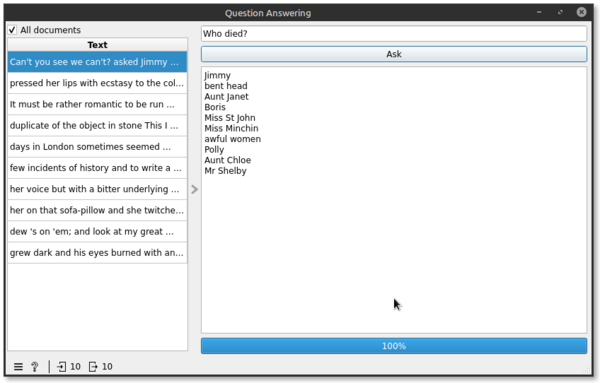 Question Answering
All documents
Text
Can't you see we can't? asked Jimmy ...
pressed her lips with ecstasy to the col...
It must be rather romantic to be run ...
duplicate of the object in stone This I ...
days in London sometimes seemed ...
few incidents of history and to write a ...
her voice but with a bitter underlying ...
her on that sofa-pillow and she twitche...
dew 's on 'em; and look at my great ...
grew dark and his eyes burned with an...
Who died?
Ask
Jimmy
bent head
Aunt Janet
Boris
Miss St John
Miss Minchin
awful women
Polly
Aunt Chloe
Mr Shelby
100%
? 10 10